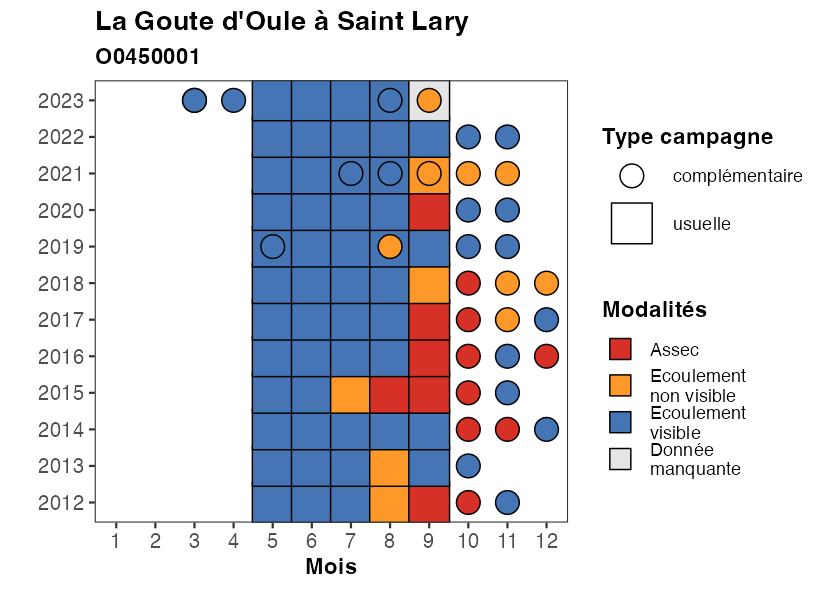 La Goute d'Oule à Saint Lary
O0450001
2023
2022
2021
2020
2019
2018
2017
2016
2015
2014
2013
2012
1 2 3 4 5 6 7 8 9 10 11 12
Mois
Type campagne
complémentaire
usuelle
Modalités
Assec
Ecoulement
non visible
Ecoulement
visible
Donnée
manquante